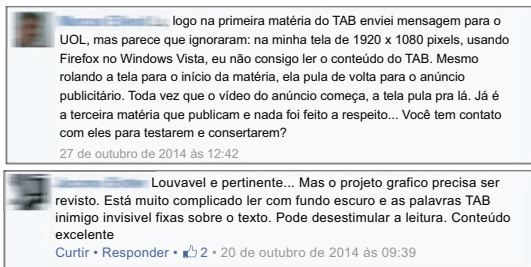 , logo na primeira matéria do TAB enviei mensagem para o
UOL, mas parece que ignoraram: na minha tela de 1920 x 1080 pixels, usando
Firefox no Windows Vista, eu não consigo ler o conteúdo do TAB. Mesmo
rolando a tela para o início da matéria, ela pula de volta para o anúncio
publicitário. Toda vez que o vídeo do anúncio começa, a tela pula pra lá. Já é
a terceira matéria que publicam e nada foi feito a respeito... Você tem contato
com eles para testarem e consertarem?
27 de outubro de 2014 às 12:42
Louvavel e pertinente... Mas o projeto grafico precisa ser
revisto. Está muito complicado ler com fundo escuro e as palavras TAB
inimigo invisivel fixas sobre o texto. Pode desestimular a leitura. Conteúdo
excelente
Curtir • Responder • 2 • 20 de outubro de 2014 às 09:39